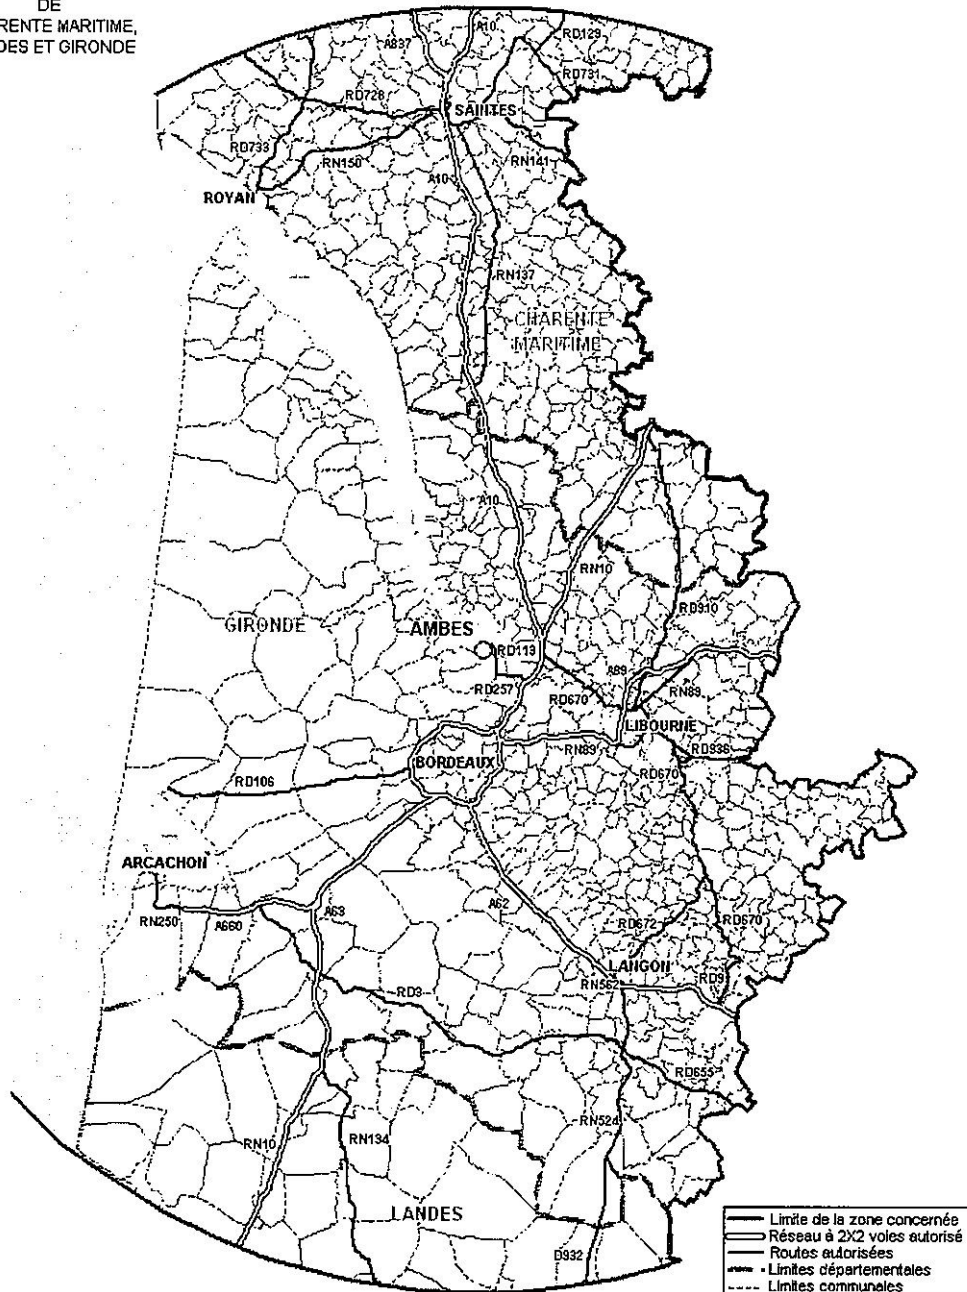 DE
RENTE MARITIME,
DES ET GIRONDE
A837
A10
RD129
RD731
RD728
SAINTES
RD733
RN150
RN141
A10
ROYAN
RN137
CHARENTE
MARITIME
A10
RN10
GIRONDE
AMBES
RD119
RD910
RD257
A89
RD670
RN89
LIBOURNE
RN89
RD936
BORDEAUX
RD106
RD670
ARCACHON
RN250
A660
A63
A62
RD672
RD670
LANGON
RN562
RD9
RD3
RD655
RN10
RN134
RN524
LANDES
D932
Limite de la zone concernée
Réseau à 2X2 voies autorisé
Routes autorisées
Limites départementales
Limites communales